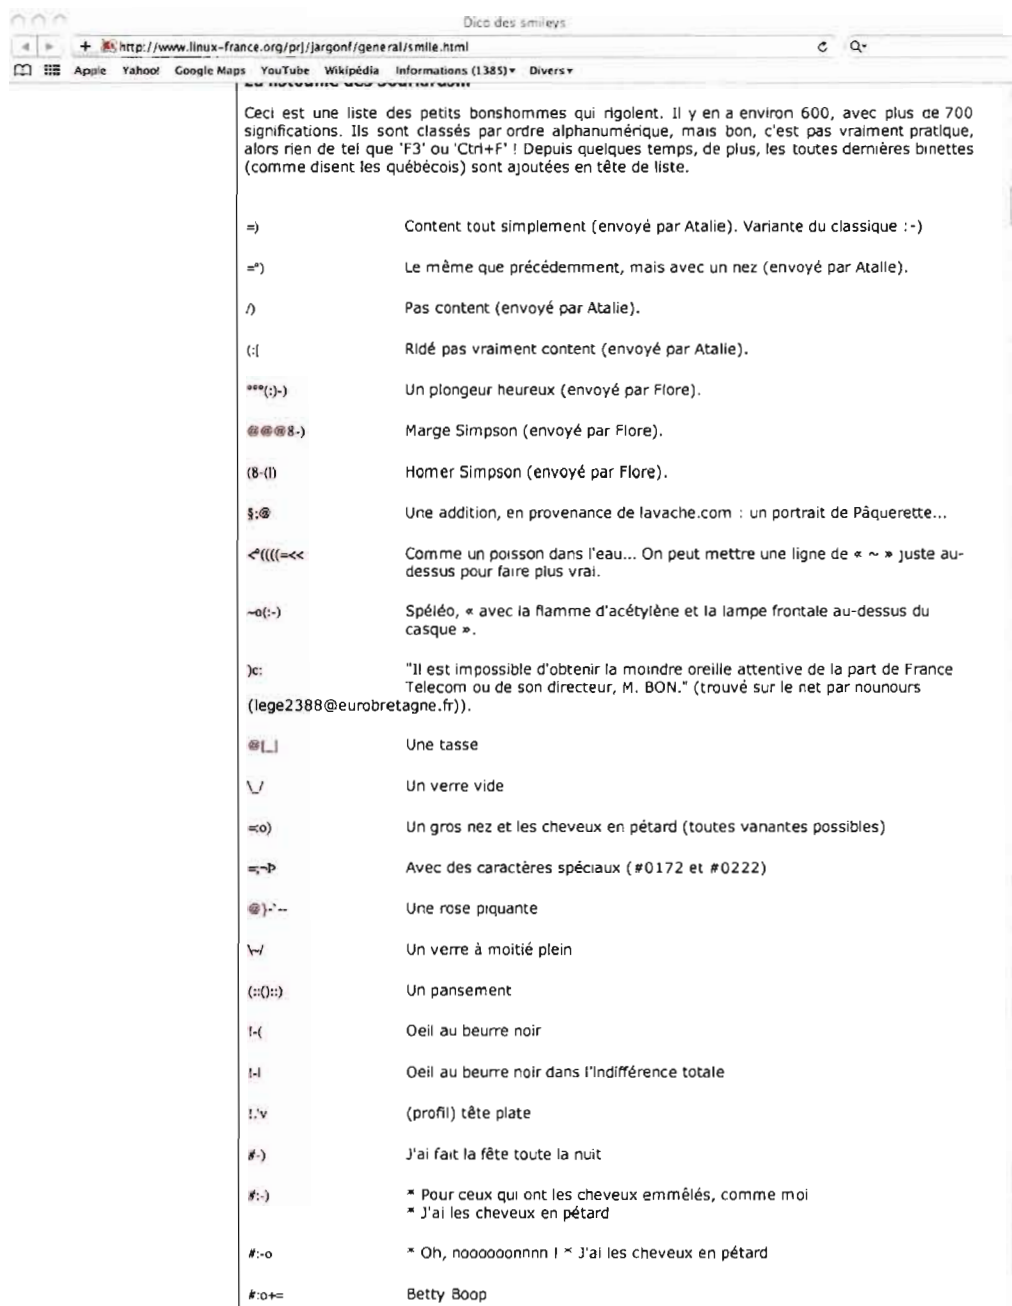 Dico des smileys
http://www.linux-france.org/prj/jargonf/general/smile.html
Apple Yahoo! Google Maps YouTube Wikipédia Informations (1385) Divers
Ceci est une liste des petits bonshommes qui rigolent. Il y en a environ 600, avec plus de 700
significations. Ils sont classés par ordre alphanumérique, mais bon, c'est pas vraiment pratique,
alors rien de tel que 'F3' ou 'Ctrl+F' ! Depuis quelques temps, de plus, les toutes dernières binettes
(comme disent les québécois) sont ajoutées en tête de liste.
=) Content tout simplement (envoyé par Atalie). Variante du classique :-)
=°) Le même que précédemment, mais avec un nez (envoyé par Atalie).
/) Pas content (envoyé par Atalie).
(:[ Ridé pas vraiment content (envoyé par Atalie).
°°°(:)-) Un plongeur heureux (envoyé par Flore).
@@@8-) Marge Simpson (envoyé par Flore).
(8-(|) Homer Simpson (envoyé par Flore).
§;@ Une addition, en provenance de lavache.com : un portrait de Pâquerette...
<°((((=<< Comme un poisson dans l'eau... On peut mettre une ligne de « ~ » juste au-
dessus pour faire plus vrai.
~o(:-) Spéléo, « avec la flamme d'acétylène et la lampe frontale au-dessus du
casque ».
)c: "Il est impossible d'obtenir la moindre oreille attentive de la part de France
Telecom ou de son directeur, M. BON." (trouvé sur le net par nounours
(lege2388@eurobretagne.fr)).
@[_] Une tasse
\_/ Un verre vide
=:o) Un gros nez et les cheveux en pétard (toutes variantes possibles)
=;¬Þ Avec des caractères spéciaux (#0172 et #0222)
@}-`-- Une rose piquante
\~/ Un verre à moitié plein
(::()::) Un pansement
!-( Oeil au beurre noir
!-| Oeil au beurre noir dans l'indifférence totale
!.'v (profil) tête plate
#-) J'ai fait la fête toute la nuit
#:-) * Pour ceux qui ont les cheveux emmêlés, comme moi
* J'ai les cheveux en pétard
#:-o * Oh, noooooonnnn ! * J'ai les cheveux en pétard
#:o+= Betty Boop